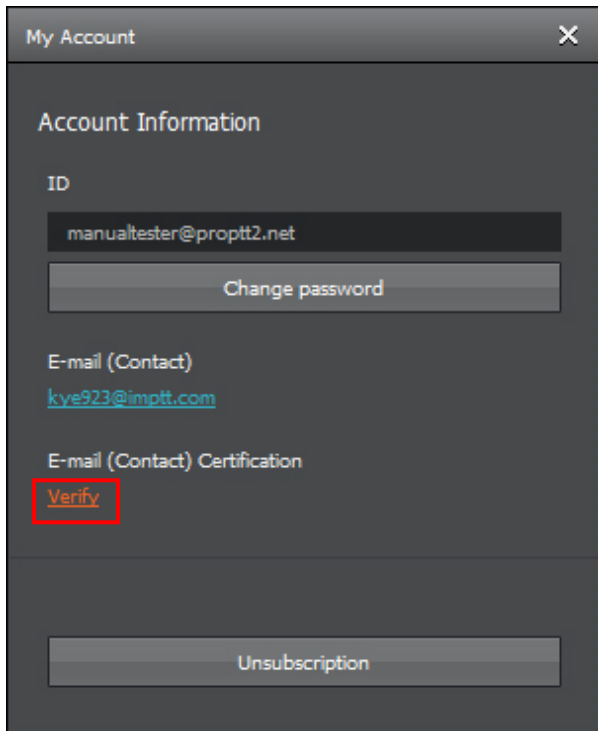 My Account
Account Information
ID
manualtester@proptt2.net
Change password
E-mail (Contact)
kye923@imptt.com
E-mail (Contact) Certification
Verify
Unsubscription